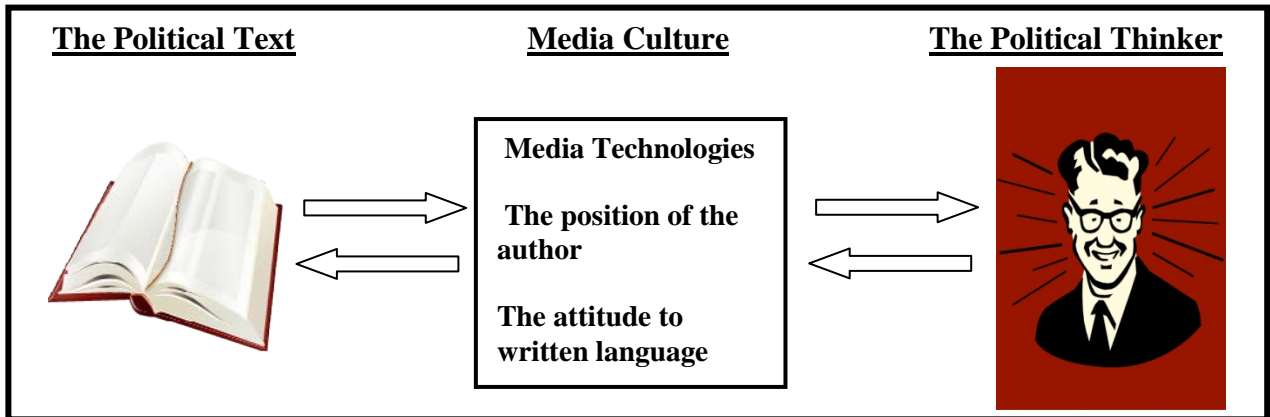 The Political Text
Media Culture
The Political Thinker
Media Technologies
The position of the
author
The attitude to
written language